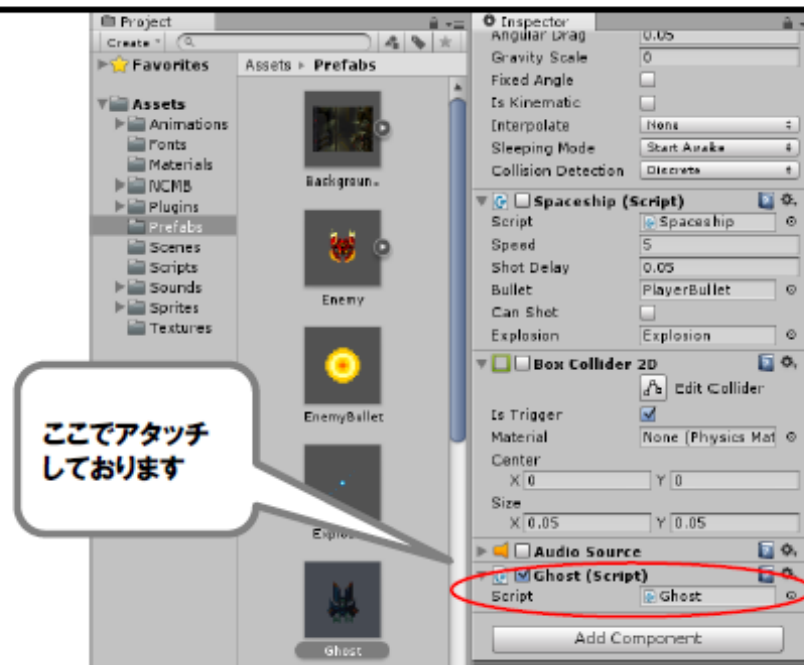 Project
Create
Favorites
Assets
Animations
Fonts
Materials
NCMB
Plugins
Prefabs
Scenes
Scripts
Sounds
Sprites
Textures
Assets ▸ Prefabs
Backgroun..
Enemy
EnemyBullet
Ghost
ここでアタッチ
しております
Inspector
Angular Drag 0.05
Gravity Scale 0
Fixed Angle
Is Kinematic
Interpolate None
Sleeping Mode Start Awake
Collision Detection Discrete
Spaceship (Script)
Script Spaceship
Speed 5
Shot Delay 0.05
Bullet PlayerBullet
Can Shot
Explosion Explosion
Box Collider 2D
Edit Collider
Is Trigger
Material None (Physics Mat
Center
X 0 Y 0
Size
X 0.05 Y 0.05
Audio Source
Ghost (Script)
Script Ghost
Add Component